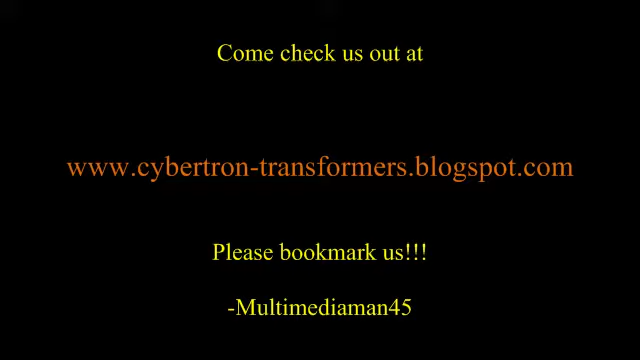 Come check us out at
www.cybertron-transformers.blogspot.com
Please bookmark us!!!
-Multimediaman45